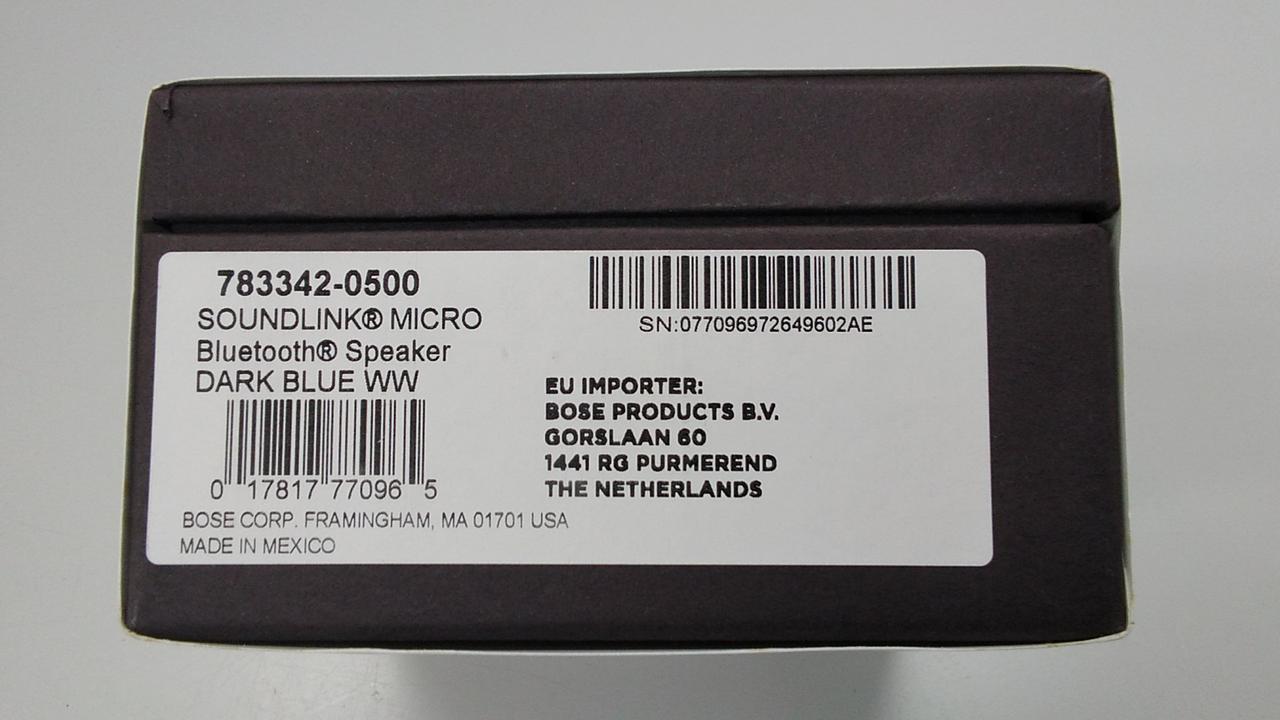 783342-0500
SOUNDLINK® MICRO
Bluetooth® Speaker
DARK BLUE WW
0 17817 77096 5
BOSE CORP. FRAMINGHAM, MA 01701 USA
MADE IN MEXICO
SN:077096972649602AE
EU IMPORTER:
BOSE PRODUCTS B.V.
GORSLAAN 60
1441 RG PURMEREND
THE NETHERLANDS